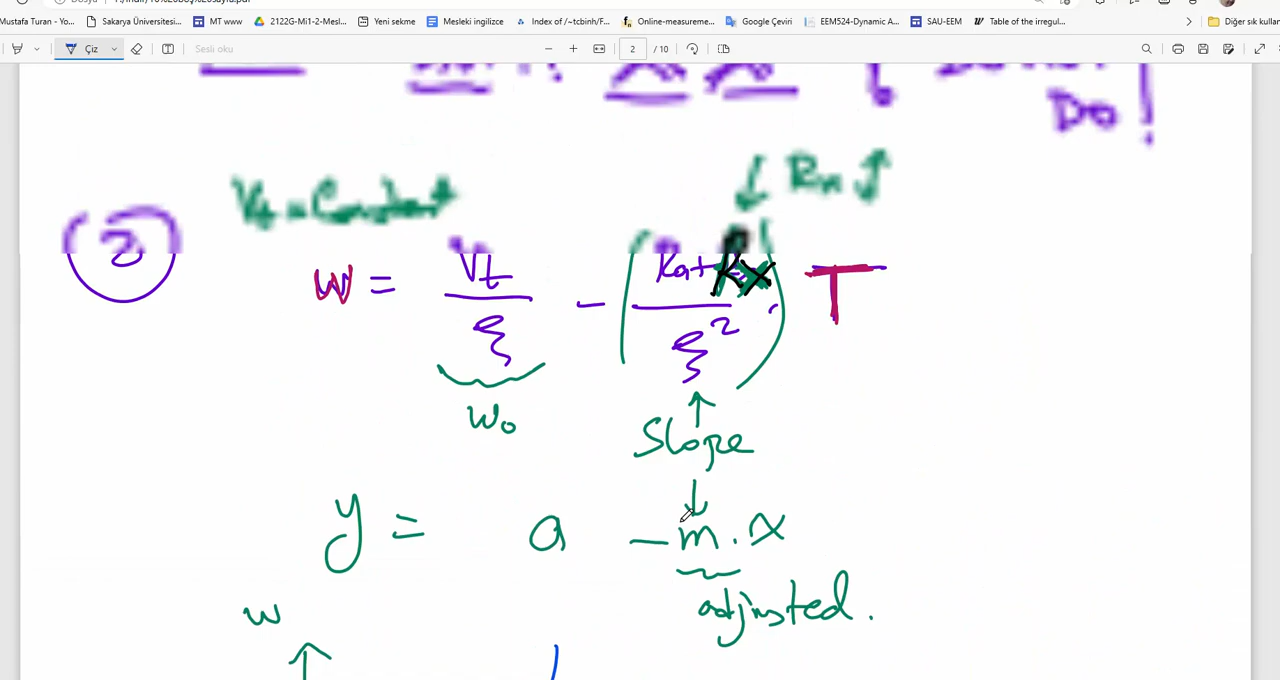 Mustafa Turan - Yo... Sakarya Üniversitesi... MT www 2122G-Mi1-2-Mesl... Yeni sekme Mesleki ingilizce Index of /~tcbinh/F... Online-measureme... Google Çeviri EEM524-Dynamic A... SAU-EEM Table of the irregul... Diğer sık kullanılan
Çiz Sesli oku 2 / 10
Do!
Vt = Constant
2
w = Vt / ξ - (Ra + Rx / ξ²) . T
w₀
Slope
y = a - m . x
adjusted.
w